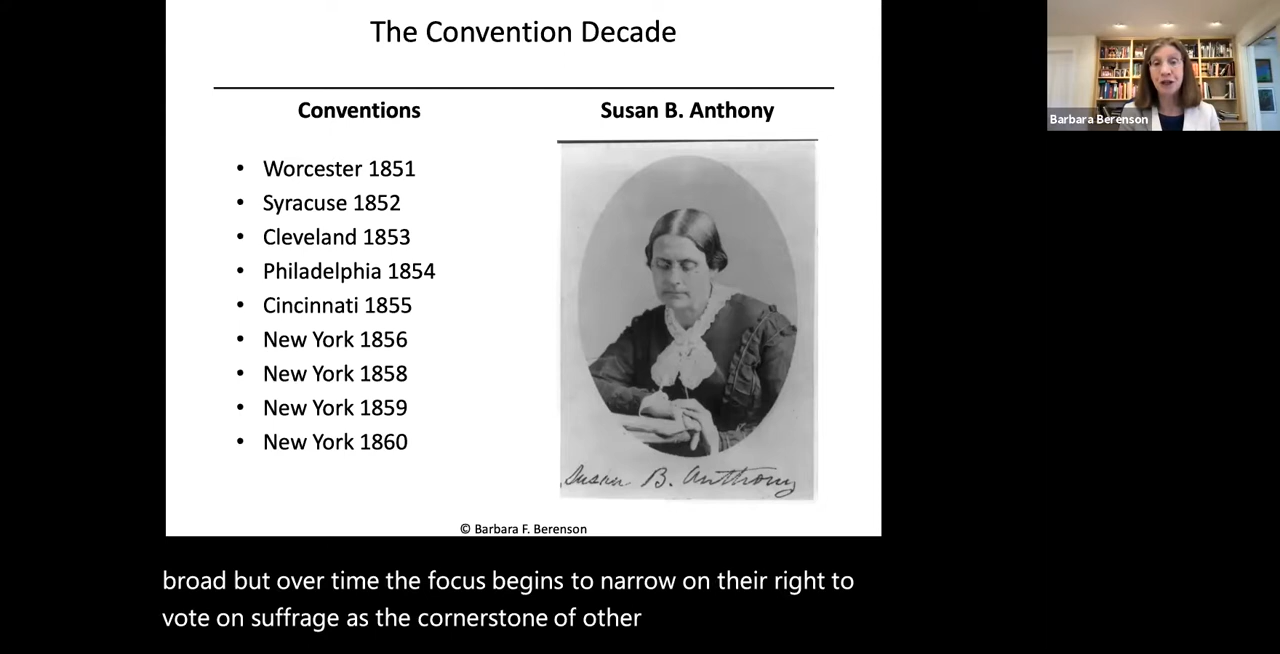 The Convention Decade
Conventions
Susan B. Anthony
• Worcester 1851
• Syracuse 1852
• Cleveland 1853
• Philadelphia 1854
• Cincinnati 1855
• New York 1856
• New York 1858
• New York 1859
• New York 1860
Susan B. Anthony
© Barbara F. Berenson
Barbara Berenson
broad but over time the focus begins to narrow on their right to
vote on suffrage as the cornerstone of other